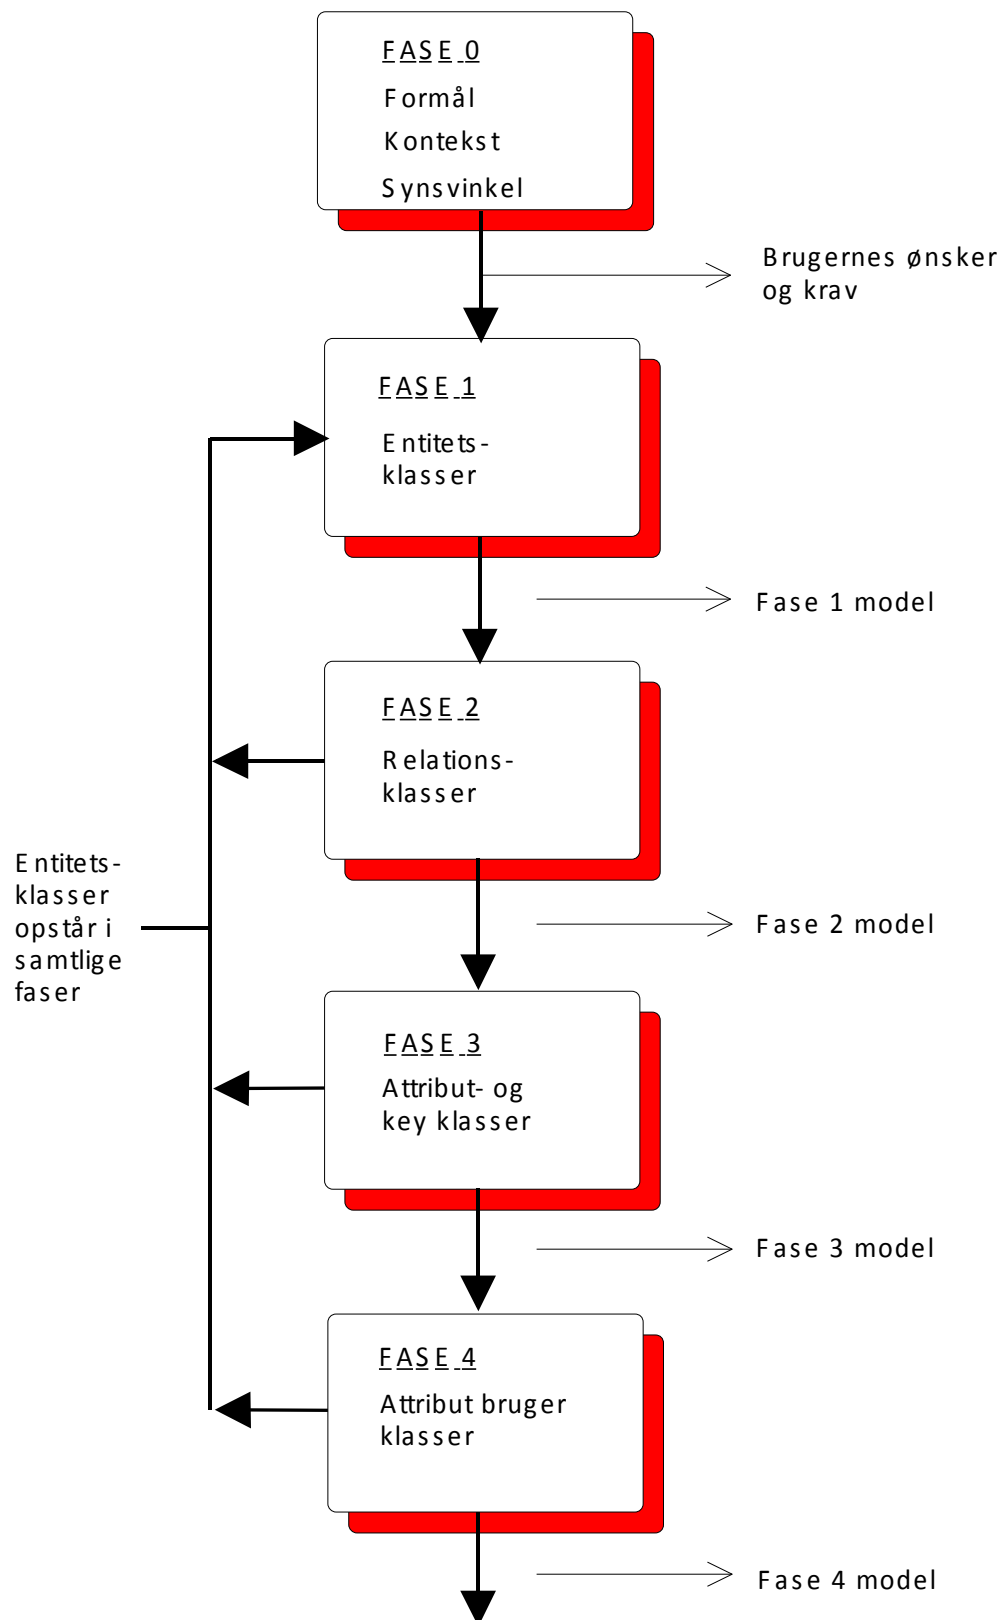 FASE 0
Formål
Kontekst
Synsvinkel
Brugernes ønsker
og krav
FASE 1
Entitets-
klasser
Fase 1 model
FASE 2
Relations-
klasser
Entitets-
klasser
opstår i
samtlige
faser
Fase 2 model
FASE 3
Attribut- og
key klasser
Fase 3 model
FASE 4
Attribut bruger
klasser
Fase 4 model